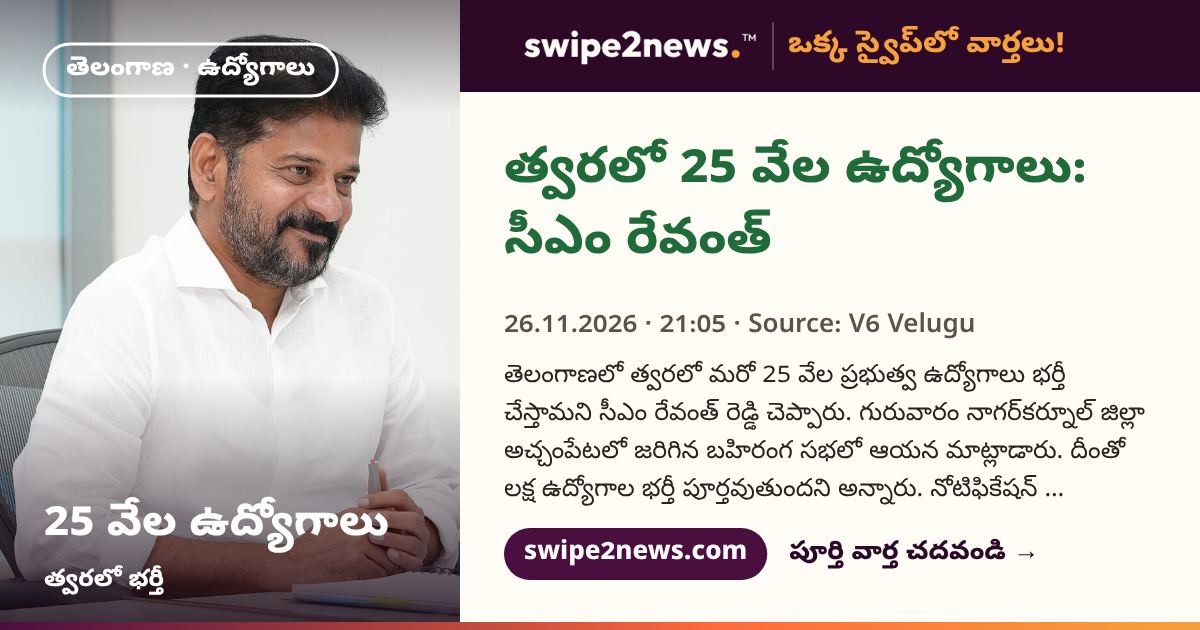 తెలంగాణ · ఉద్యోగాలు
25 వేల ఉద్యోగాలు
త్వరలో భర్తీ
swipe2news.™
ఒక్క స్వైప్‌లో వార్తలు!
త్వరలో 25 వేల ఉద్యోగాలు:
సీఎం రేవంత్
26.11.2026 · 21:05 · Source: V6 Velugu
తెలంగాణలో త్వరలో మరో 25 వేల ప్రభుత్వ ఉద్యోగాలు భర్తీ
చేస్తామని సీఎం రేవంత్ రెడ్డి చెప్పారు. గురువారం నాగర్‌కర్నూల్ జిల్లా
అచ్చంపేటలో జరిగిన బహిరంగ సభలో ఆయన మాట్లాడారు. దీంతో
లక్ష ఉద్యోగాల భర్తీ పూర్తవుతుందని అన్నారు. నోటిఫికేషన్ ...
swipe2news.com
పూర్తి వార్త చదవండి →